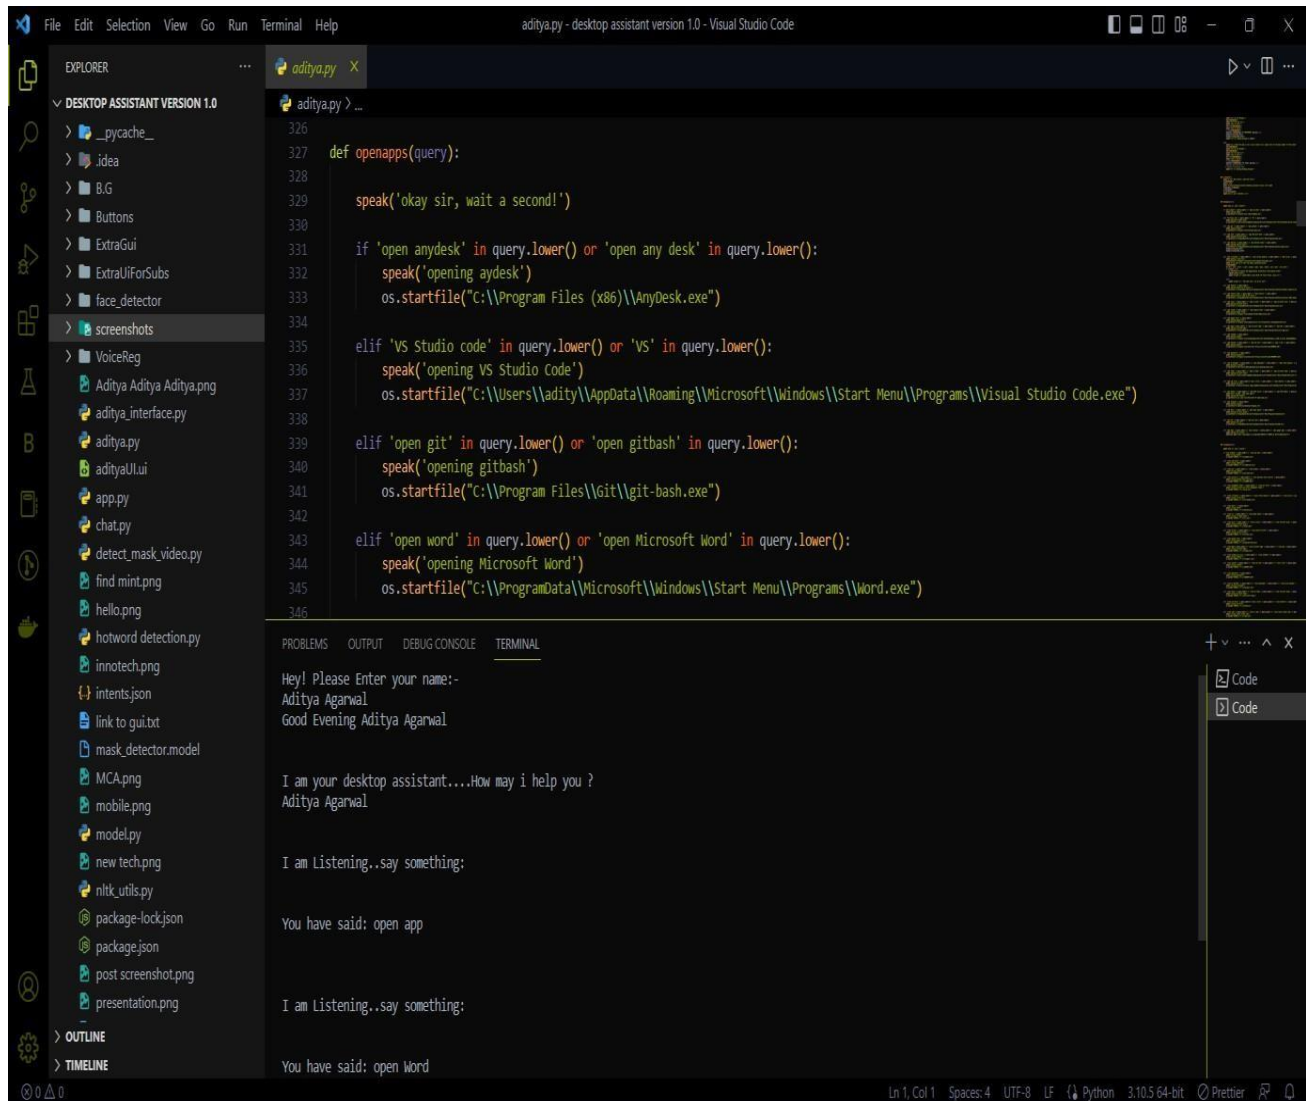 File Edit Selection View Go Run Terminal Help
aditya.py - desktop assistant version 1.0 - Visual Studio Code
EXPLORER
DESKTOP ASSISTANT VERSION 1.0
__pycache__
.idea
B.G
Buttons
ExtraGui
ExtraUiForSubs
face_detector
screenshots
VoiceReg
Aditya Aditya Aditya.png
aditya_interface.py
aditya.py
adityaUI.ui
app.py
chat.py
detect_mask_video.py
find mint.png
hello.png
hotword detection.py
innotech.png
intents.json
link to gui.txt
mask_detector.model
MCA.png
mobile.png
model.py
new tech.png
nltk_utils.py
package-lock.json
package.json
post screenshot.png
presentation.png
OUTLINE
TIMELINE
aditya.py
aditya.py > ...
326
327 def openapps(query):
328
329 speak('okay sir, wait a second!')
330
331 if 'open anydesk' in query.lower() or 'open any desk' in query.lower():
332 speak('opening aydesk')
333 os.startfile("C:\\Program Files (x86)\\AnyDesk.exe")
334
335 elif 'VS Studio code' in query.lower() or 'VS' in query.lower():
336 speak('opening VS Studio Code')
337 os.startfile("C:\\Users\\adity\\AppData\\Roaming\\Microsoft\\Windows\\Start Menu\\Programs\\Visual Studio Code.exe")
338
339 elif 'open git' in query.lower() or 'open gitbash' in query.lower():
340 speak('opening gitbash')
341 os.startfile("C:\\Program Files\\Git\\git-bash.exe")
342
343 elif 'open word' in query.lower() or 'open Microsoft Word' in query.lower():
344 speak('opening Microsoft Word')
345 os.startfile("C:\\ProgramData\\Microsoft\\Windows\\Start Menu\\Programs\\Word.exe")
346
PROBLEMS OUTPUT DEBUG CONSOLE TERMINAL
Hey! Please Enter your name:-
Aditya Agarwal
Good Evening Aditya Agarwal
I am your desktop assistant....How may i help you ?
Aditya Agarwal
I am Listening..say something:
You have said: open app
I am Listening..say something:
You have said: open Word
Code
Code
0 0
Ln 1, Col 1 Spaces: 4 UTF-8 LF Python 3.10.5 64-bit Prettier